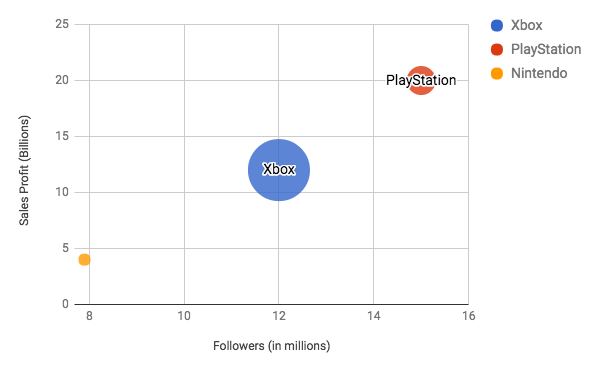 25
20
15
10
5
0
Sales Profit (Billions)
PlayStation
Xbox
8 10 12 14 16
Followers (in millions)
Xbox
PlayStation
Nintendo